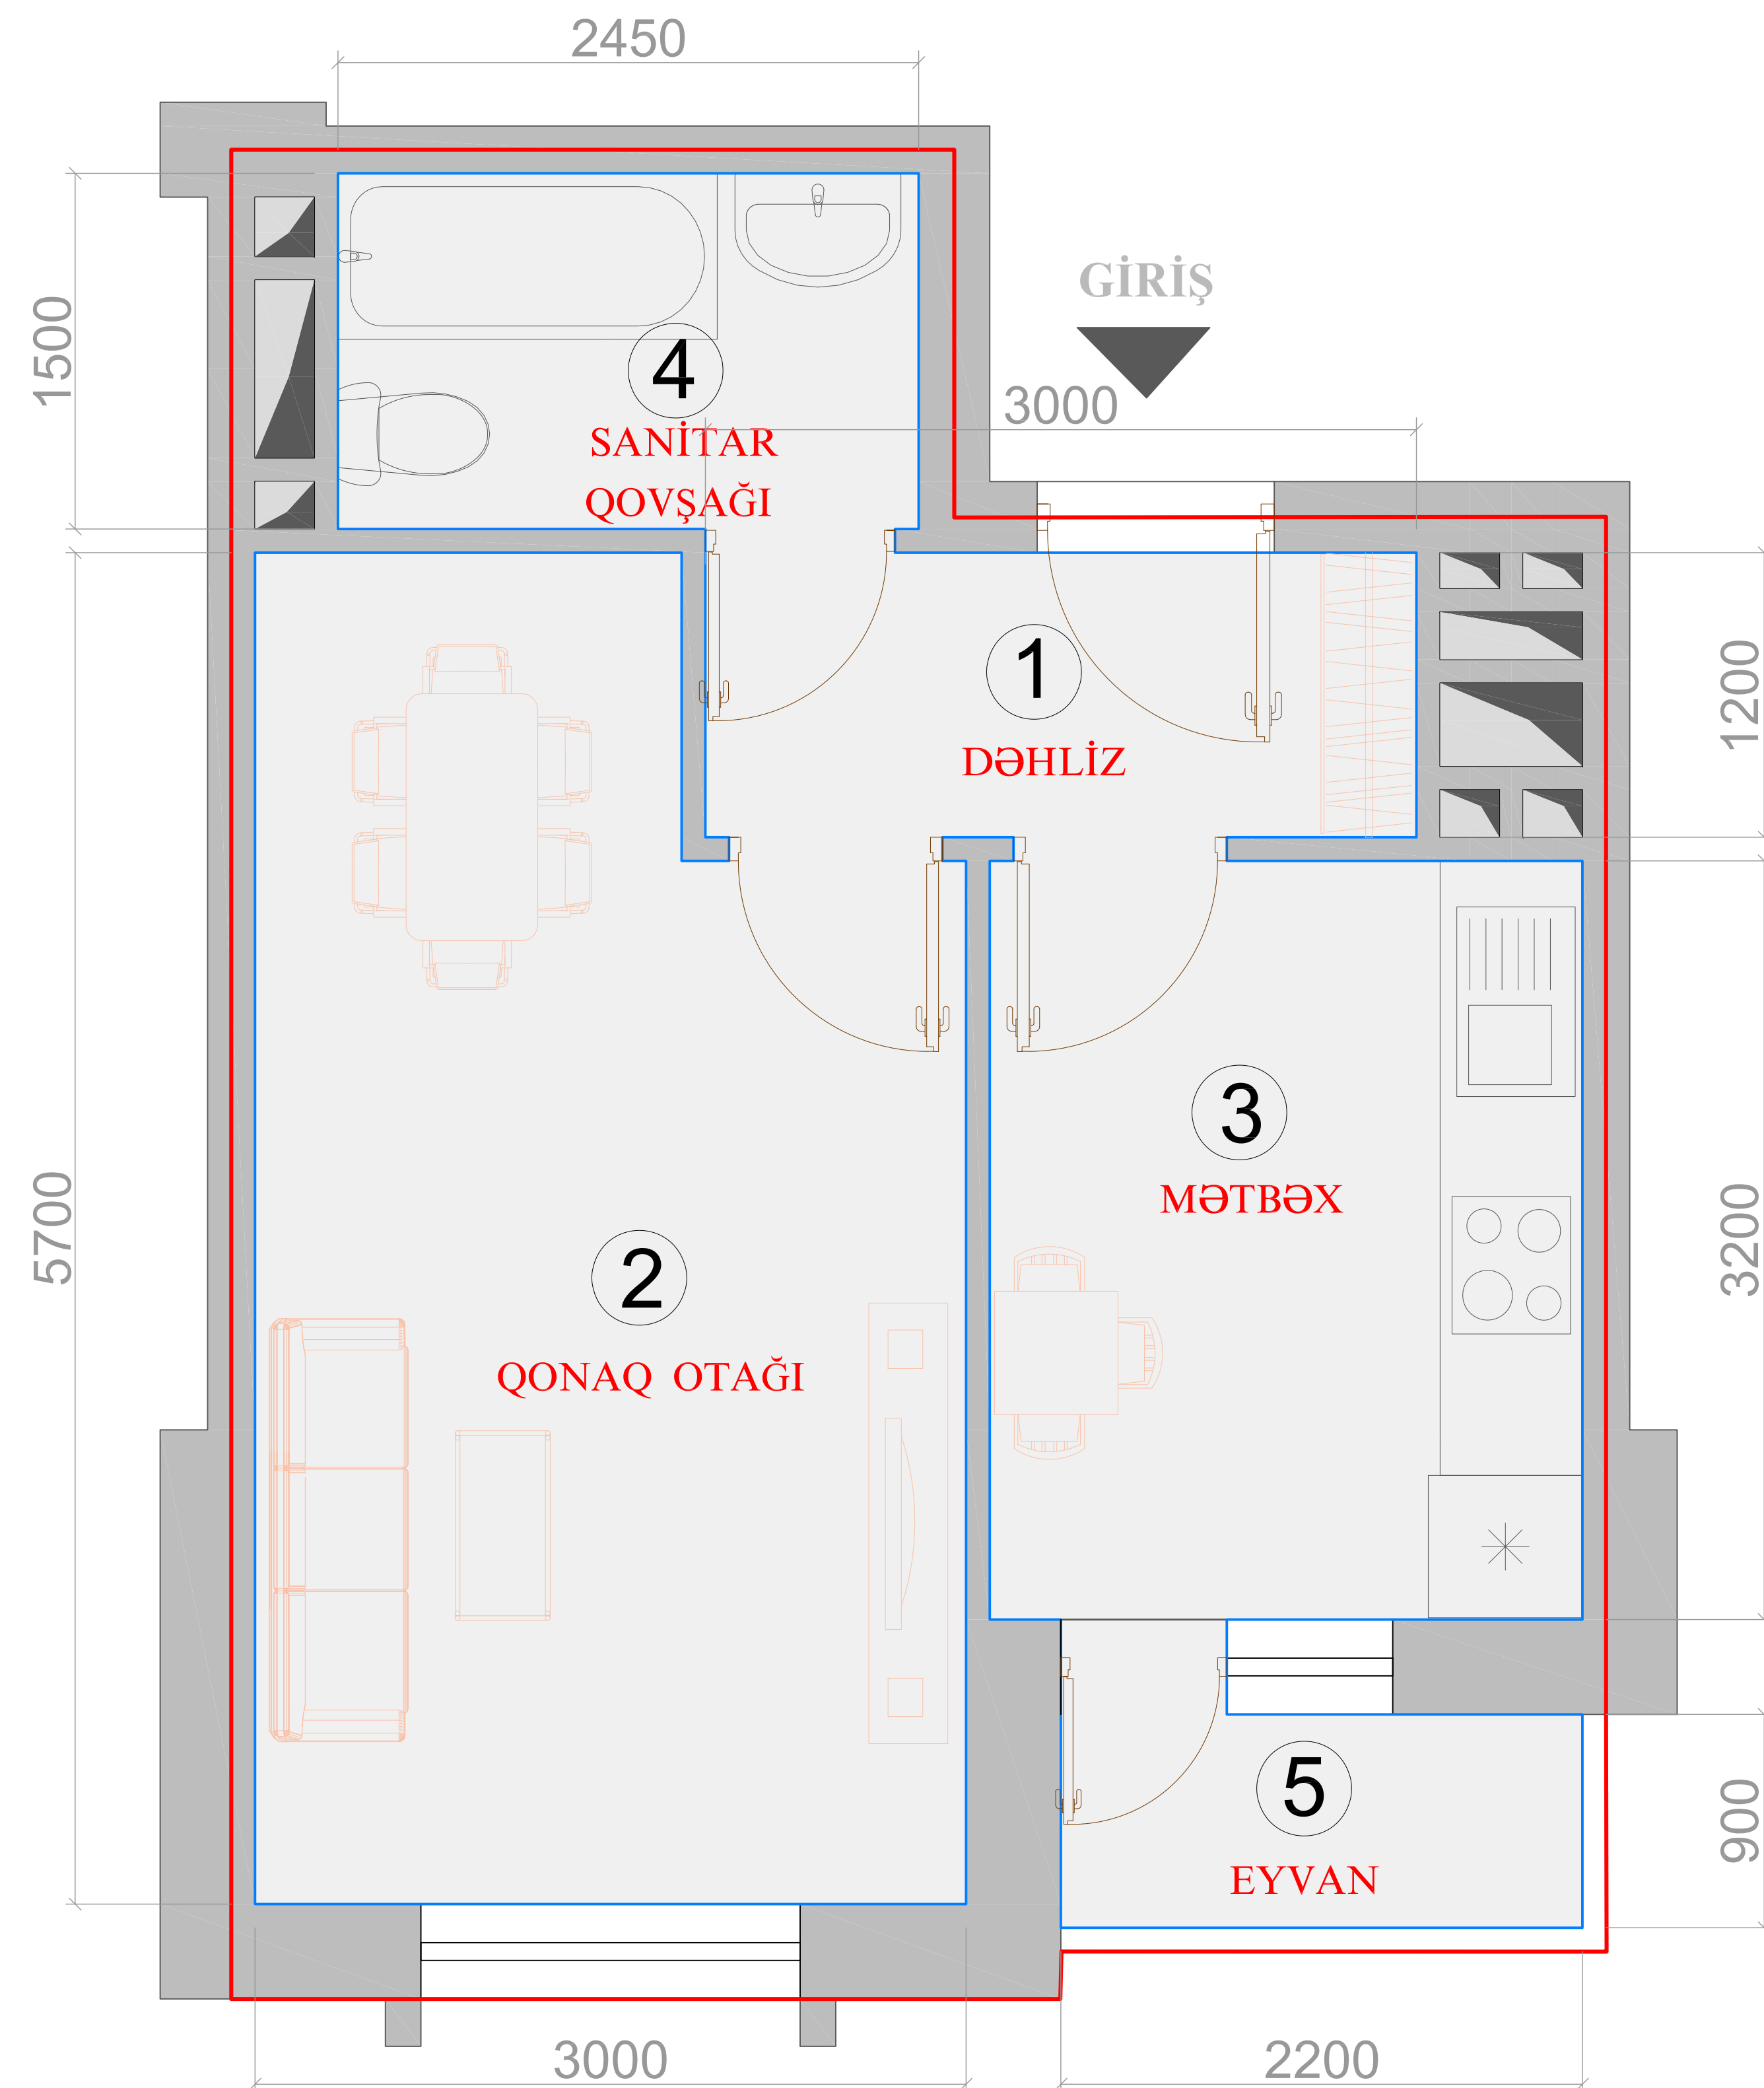 2450
GİRİŞ
1500
4
3000
SANİTAR
QOVŞAĞI
1
1200
DƏHLİZ
3
5700
3200
MƏTBƏX
2
QONAQ OTAĞI
5
900
EYVAN
3000
2200